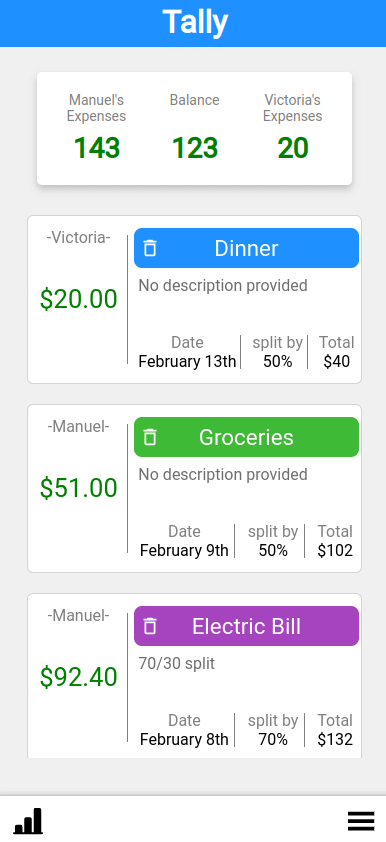 Tally
Manuel's Expenses
Balance
Victoria's Expenses
143
123
20
-Victoria-
Dinner
No description provided
$20.00
Date
split by
Total
February 13th
50%
$40
-Manuel-
Groceries
No description provided
$51.00
Date
split by
Total
February 9th
50%
$102
-Manuel-
Electric Bill
70/30 split
$92.40
Date
split by
Total
February 8th
70%
$132